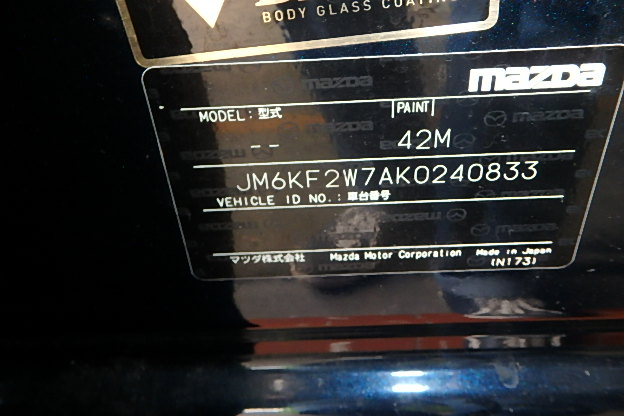 BODY GLASS COATING
mazda
MODEL : 型式
PAINT
-- 42M
JM6KF2W7AK0240833
VEHICLE ID NO. : 車台番号
マツダ株式会社 Mazda Motor Corporation Made in Japan
(N173)